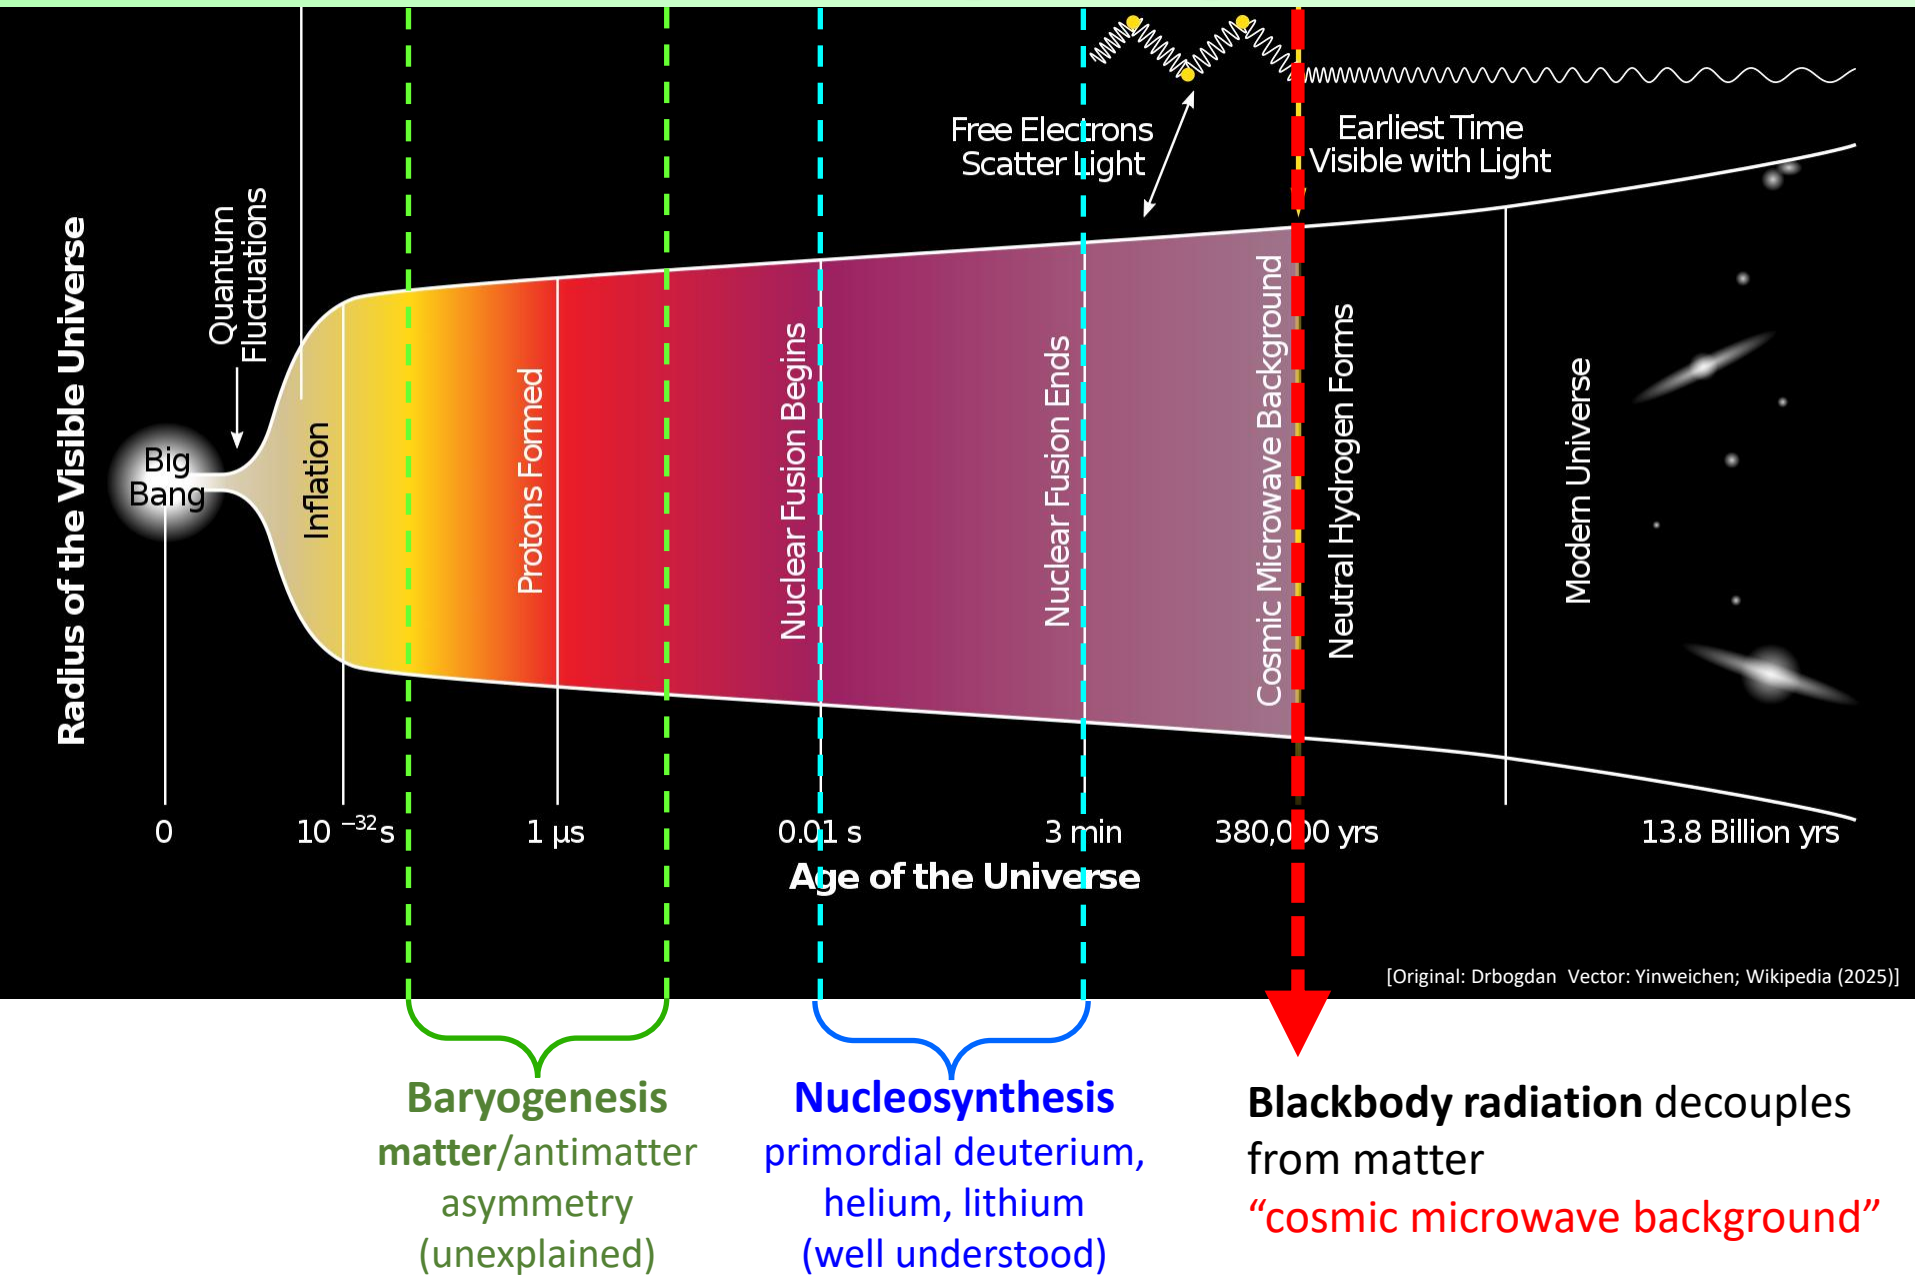 Free Electrons
Scatter Light
Earliest Time
Visible with Light
Radius of the Visible Universe
Quantum
Fluctuations
Big
Bang
Inflation
Protons Formed
Nuclear Fusion Begins
Nuclear Fusion Ends
Cosmic Microwave Background
Neutral Hydrogen Forms
Modern Universe
0
10 −32 s
1 µs
0.01 s
3 min
380,000 yrs
13.8 Billion yrs
Age of the Universe
[Original: Drbogdan Vector: Yinweichen; Wikipedia (2025)]
Baryogenesis
matter/antimatter
asymmetry
(unexplained)
Nucleosynthesis
primordial deuterium,
helium, lithium
(well understood)
Blackbody radiation decouples
from matter
“cosmic microwave background”